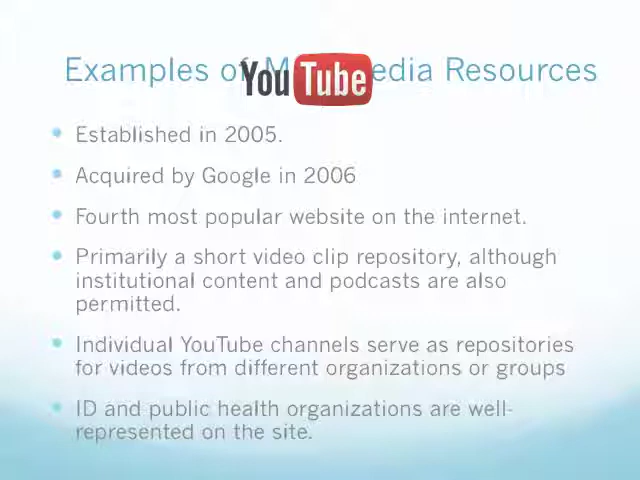 Examples of M edia Resources
YouTube
Established in 2005.
Acquired by Google in 2006
Fourth most popular website on the internet.
Primarily a short video clip repository, although
institutional content and podcasts are also
permitted.
Individual YouTube channels serve as repositories
for videos from different organizations or groups
ID and public health organizations are well-
represented on the site.